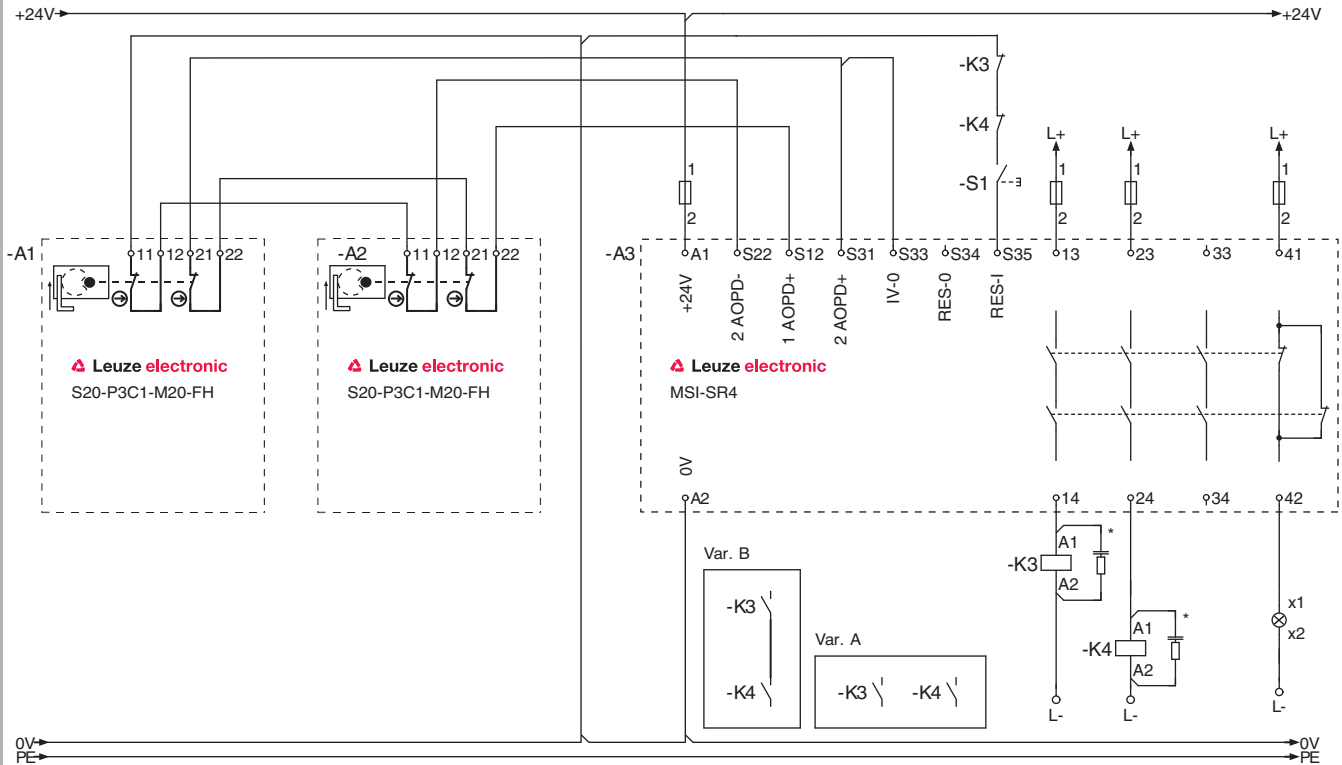 +24V
+24V
-K3
-K4
L+
L+
L+
1
1
1
1
-S1
2
2
2
2
-A1
11
12
21
22
-A2
11
12
21
22
-A3
A1
S22
S12
S31
S33
S34
S35
13
23
33
41
+24V
2 AOPD-
1 AOPD+
2 AOPD+
IV-0
RES-0
RES-I
Leuze electronic
S20-P3C1-M20-FH
Leuze electronic
S20-P3C1-M20-FH
Leuze electronic
MSI-SR4
0V
A2
14
24
34
42
*
A1
-K3
A2
*
A1
-K4
A2
x1
x2
Var. B
-K3
-K4
Var. A
-K3
-K4
L-
L-
L-
0V
0V
PE
PE